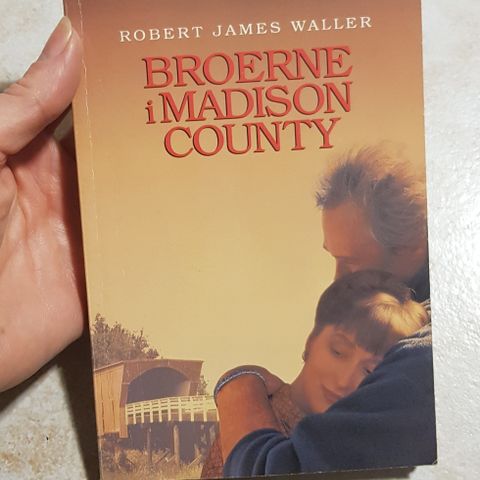 ROBERT JAMES WALLER
BROERNE
i MADISON
COUNTY